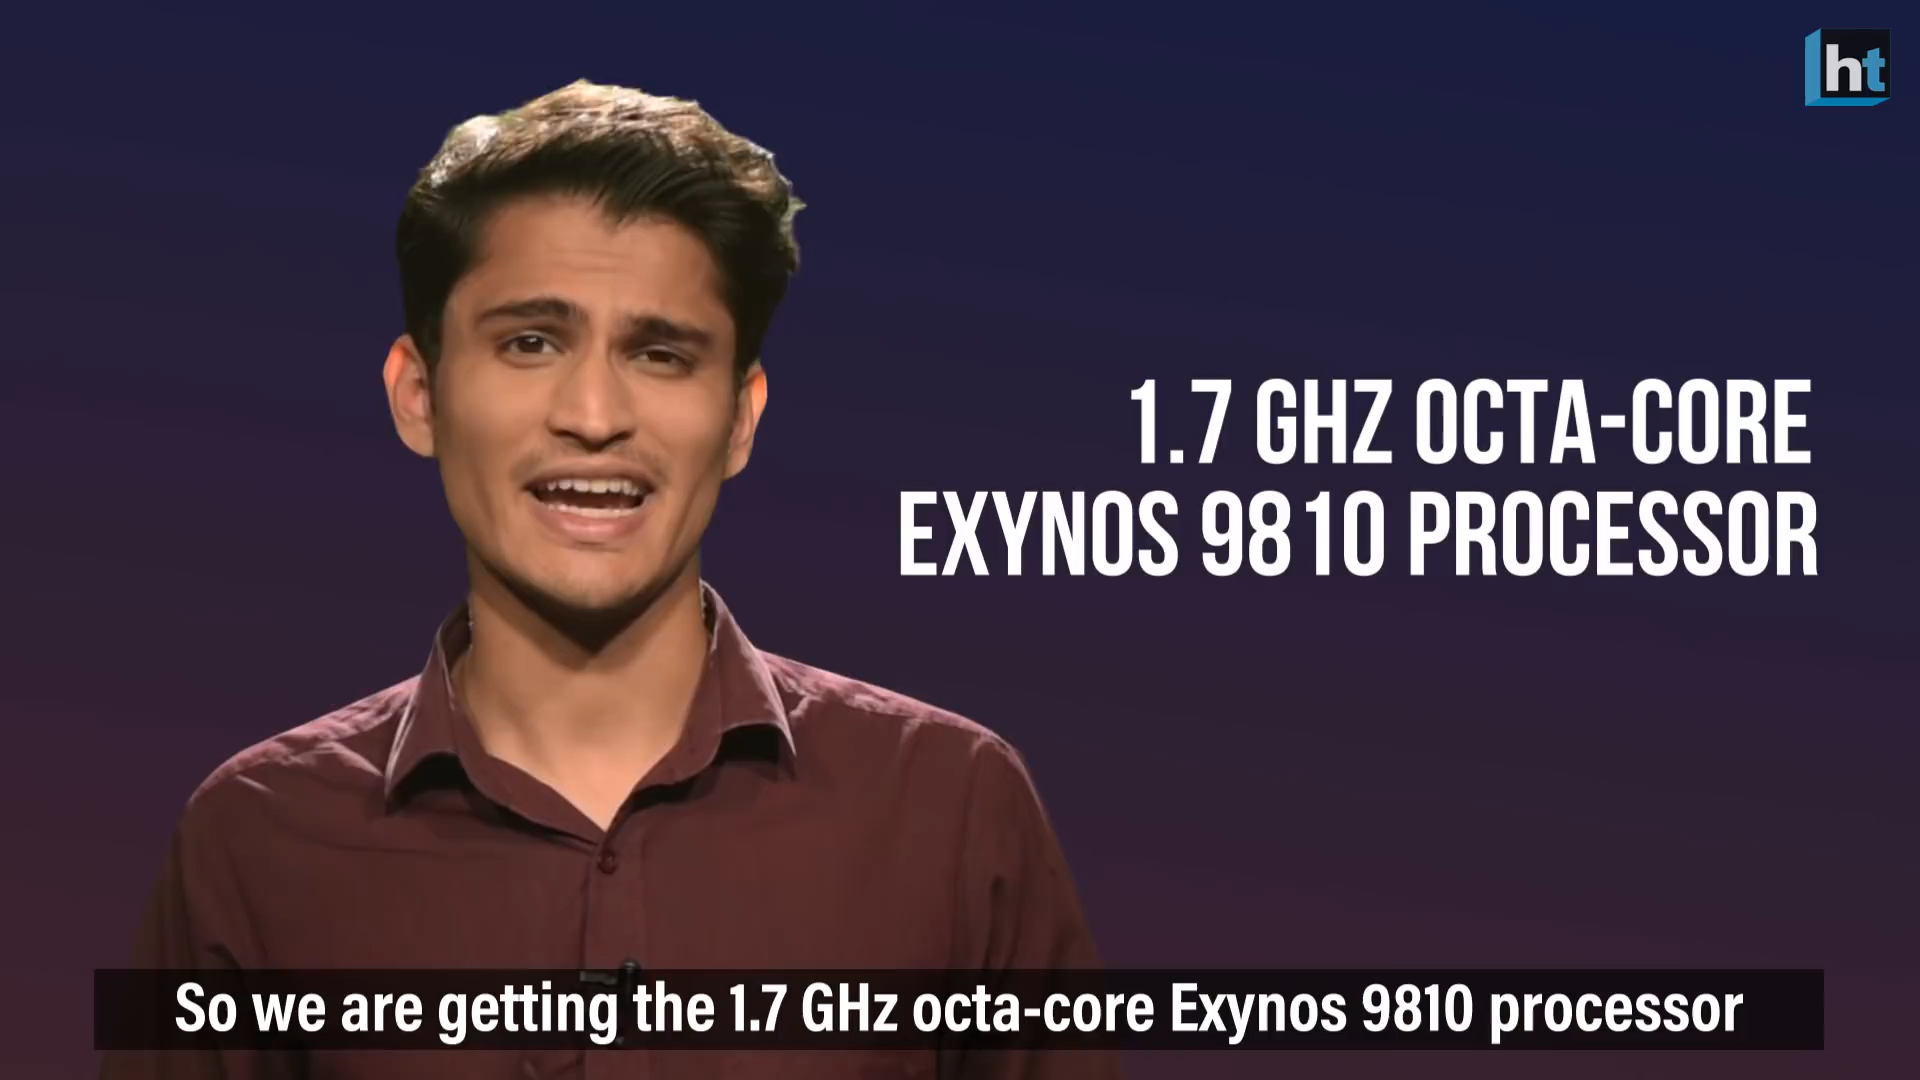 ht
1.7 GHZ OCTA-CORE
EXYNOS 9810 PROCESSOR
So we are getting the 1.7 GHz octa-core Exynos 9810 processor